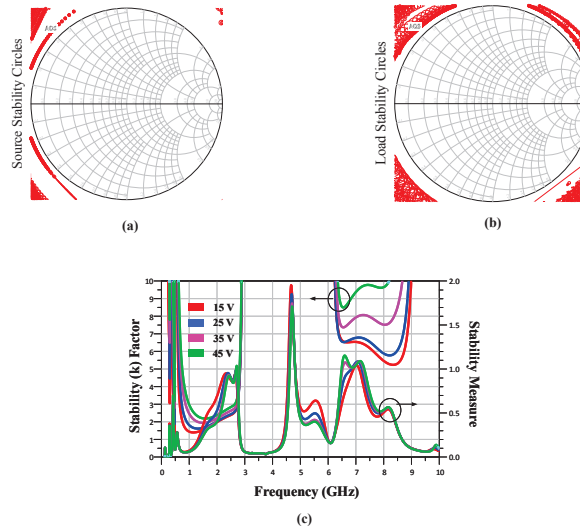 Source Stability Circles
ADS
(a)
Load Stability Circles
ADS
(b)
Stability (k) Factor
10
9
8
7
6
5
4
3
2
1
0
15 V
25 V
35 V
45 V
2.0
1.5
1.0
0.5
0.0
Stability Measure
0 1 2 3 4 5 6 7 8 9 10
Frequency (GHz)
(c)